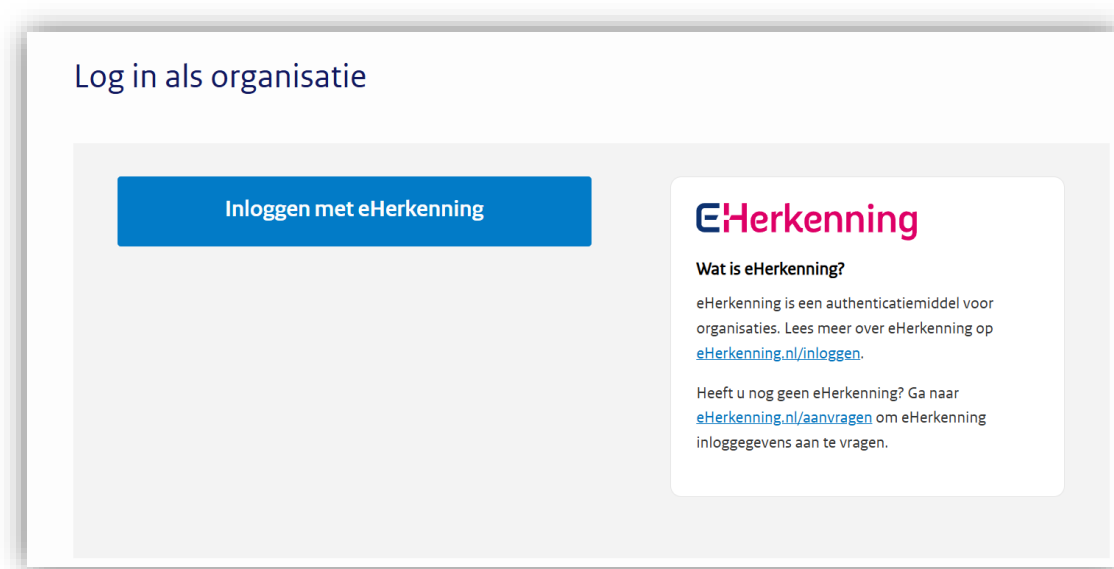 Log in als organisatie
Inloggen met eHerkenning
eHerkenning
Wat is eHerkenning?
eHerkenning is een authenticatiemiddel voor
organisaties. Lees meer over eHerkenning op
eHerkenning.nl/inloggen.
Heeft u nog geen eHerkenning? Ga naar
eHerkenning.nl/aanvragen om eHerkenning
inloggegevens aan te vragen.